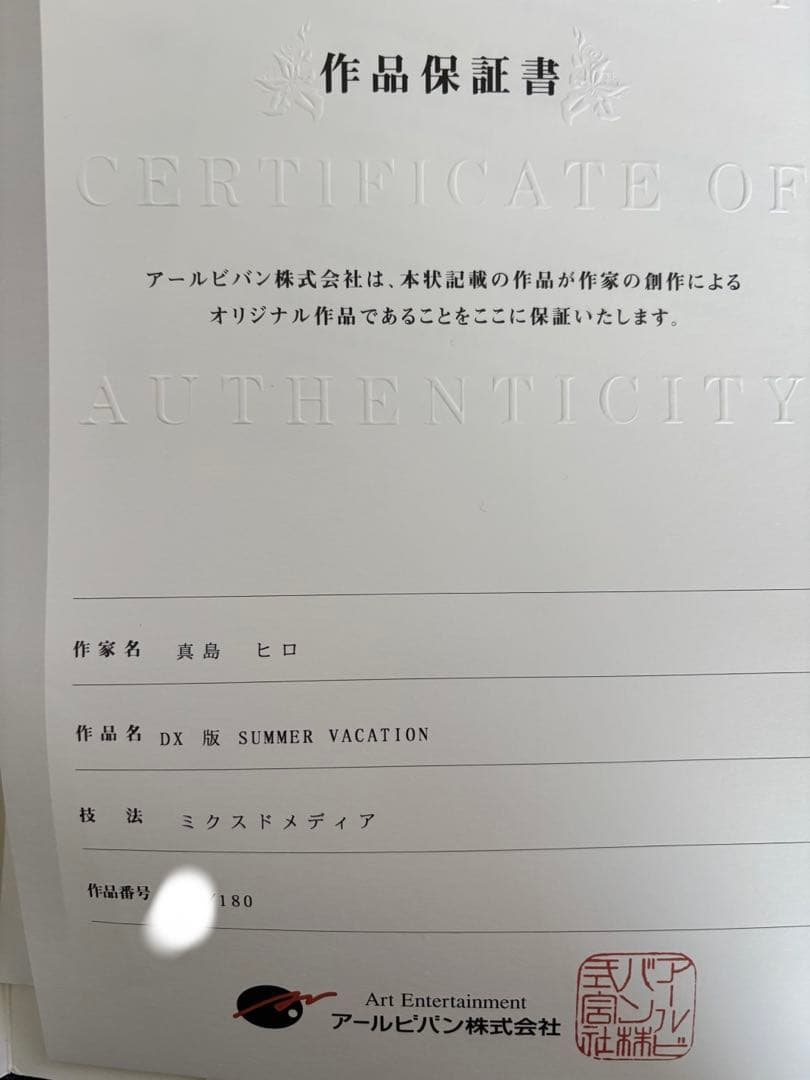 作品保証書
CERTIFICATE OF
アールビバン株式会社は、本状記載の作品が作家の創作による
オリジナル作品であることをここに保証いたします。
AUTHENTICITY
作家名 真島 ヒロ
作品名 DX 版 SUMMER VACATION
技 法 ミクスドメディア
作品番号 /180
Art Entertainment
アールビバン株式会社
アールビ
バン株
式会社